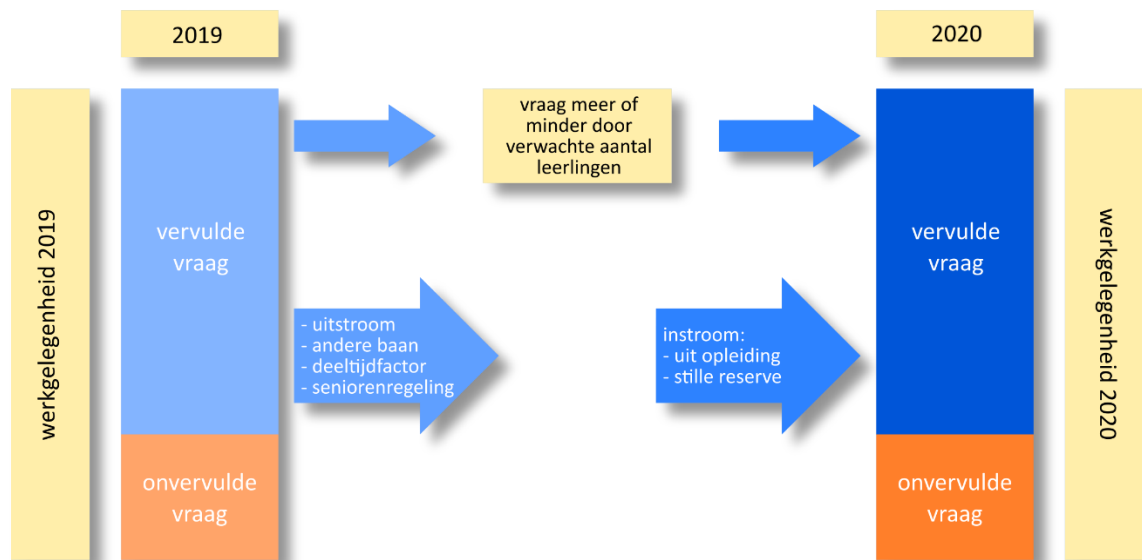 2019
2020
werkgelegenheid 2019
vervulde
vraag
onvervulde
vraag
vraag meer of
minder door
verwachte aantal
leerlingen
- uitstroom
- andere baan
- deeltijdfactor
- seniorenregeling
instroom:
- uit opleiding
- stille reserve
vervulde
vraag
onvervulde
vraag
werkgelegenheid 2020